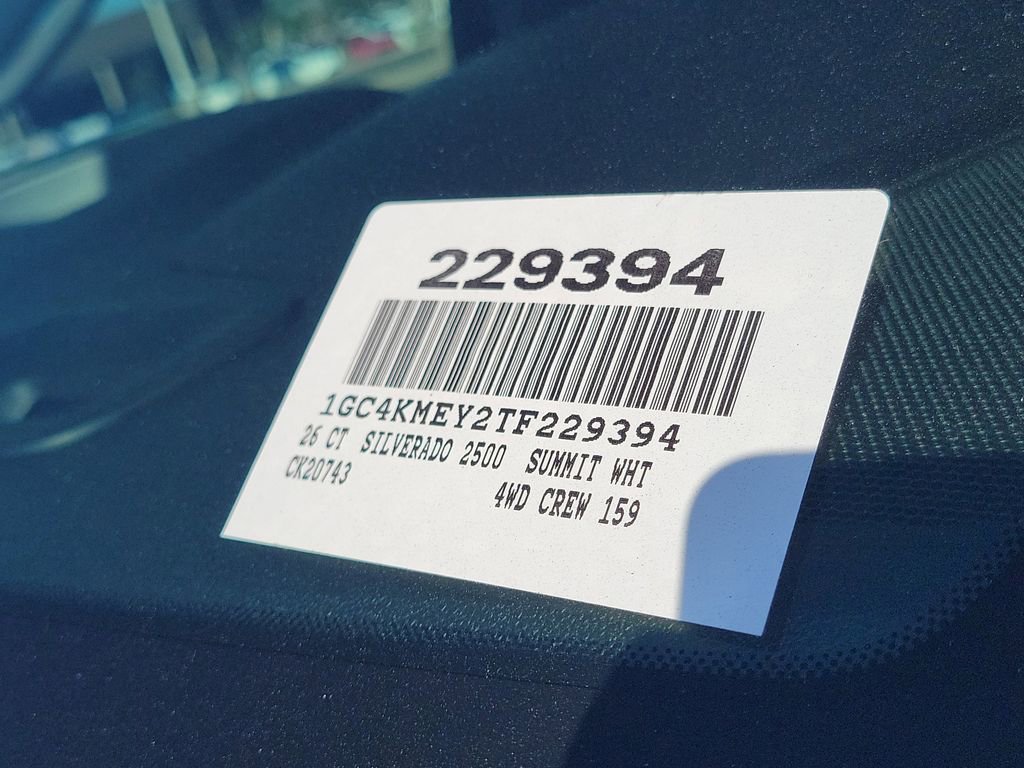 229394
1GC4KMEY2TF229394
26 CT SILVERADO 2500 SUMMIT WHT
CK20743 4WD CREW 159